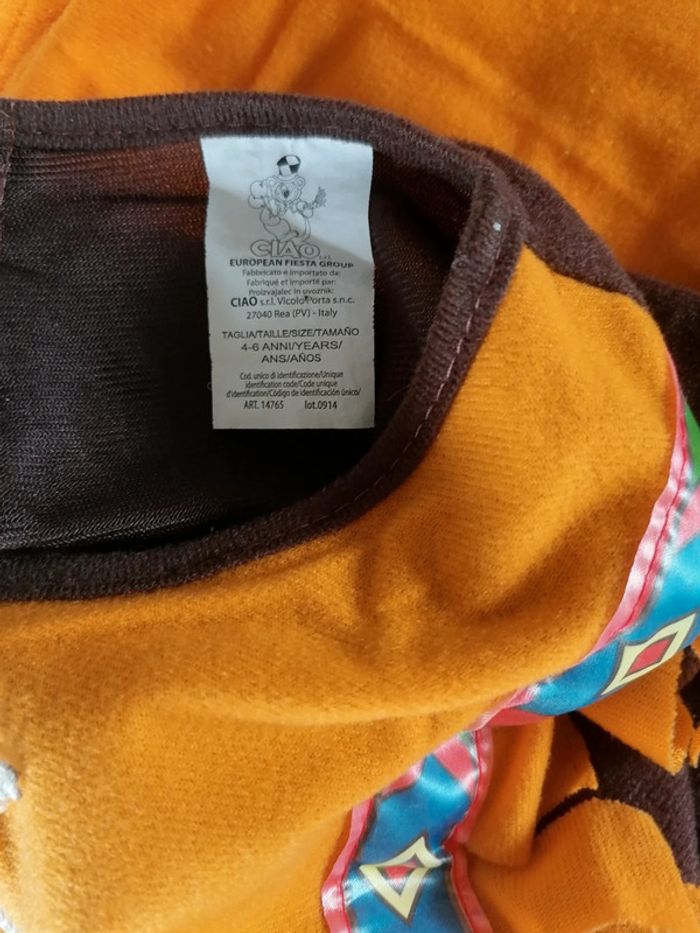 CIAO s.r.l.
EUROPEAN FIESTA GROUP
Fabbricato e importato da:
Fabriqué et importé par:
Proizvajalec in uvoznik:
CIAO s.r.l. Vicolo Porta s.n.c.
27040 Rea (PV) - Italy
TAGLIA/TAILLE/SIZE/TAMAÑO
4-6 ANNI/YEARS/
ANS/AÑOS
Cod. unico di identificazione/Unique
identification code/Code unique
d'identification/Código de identificación único/
ART. 14765 lot.0914